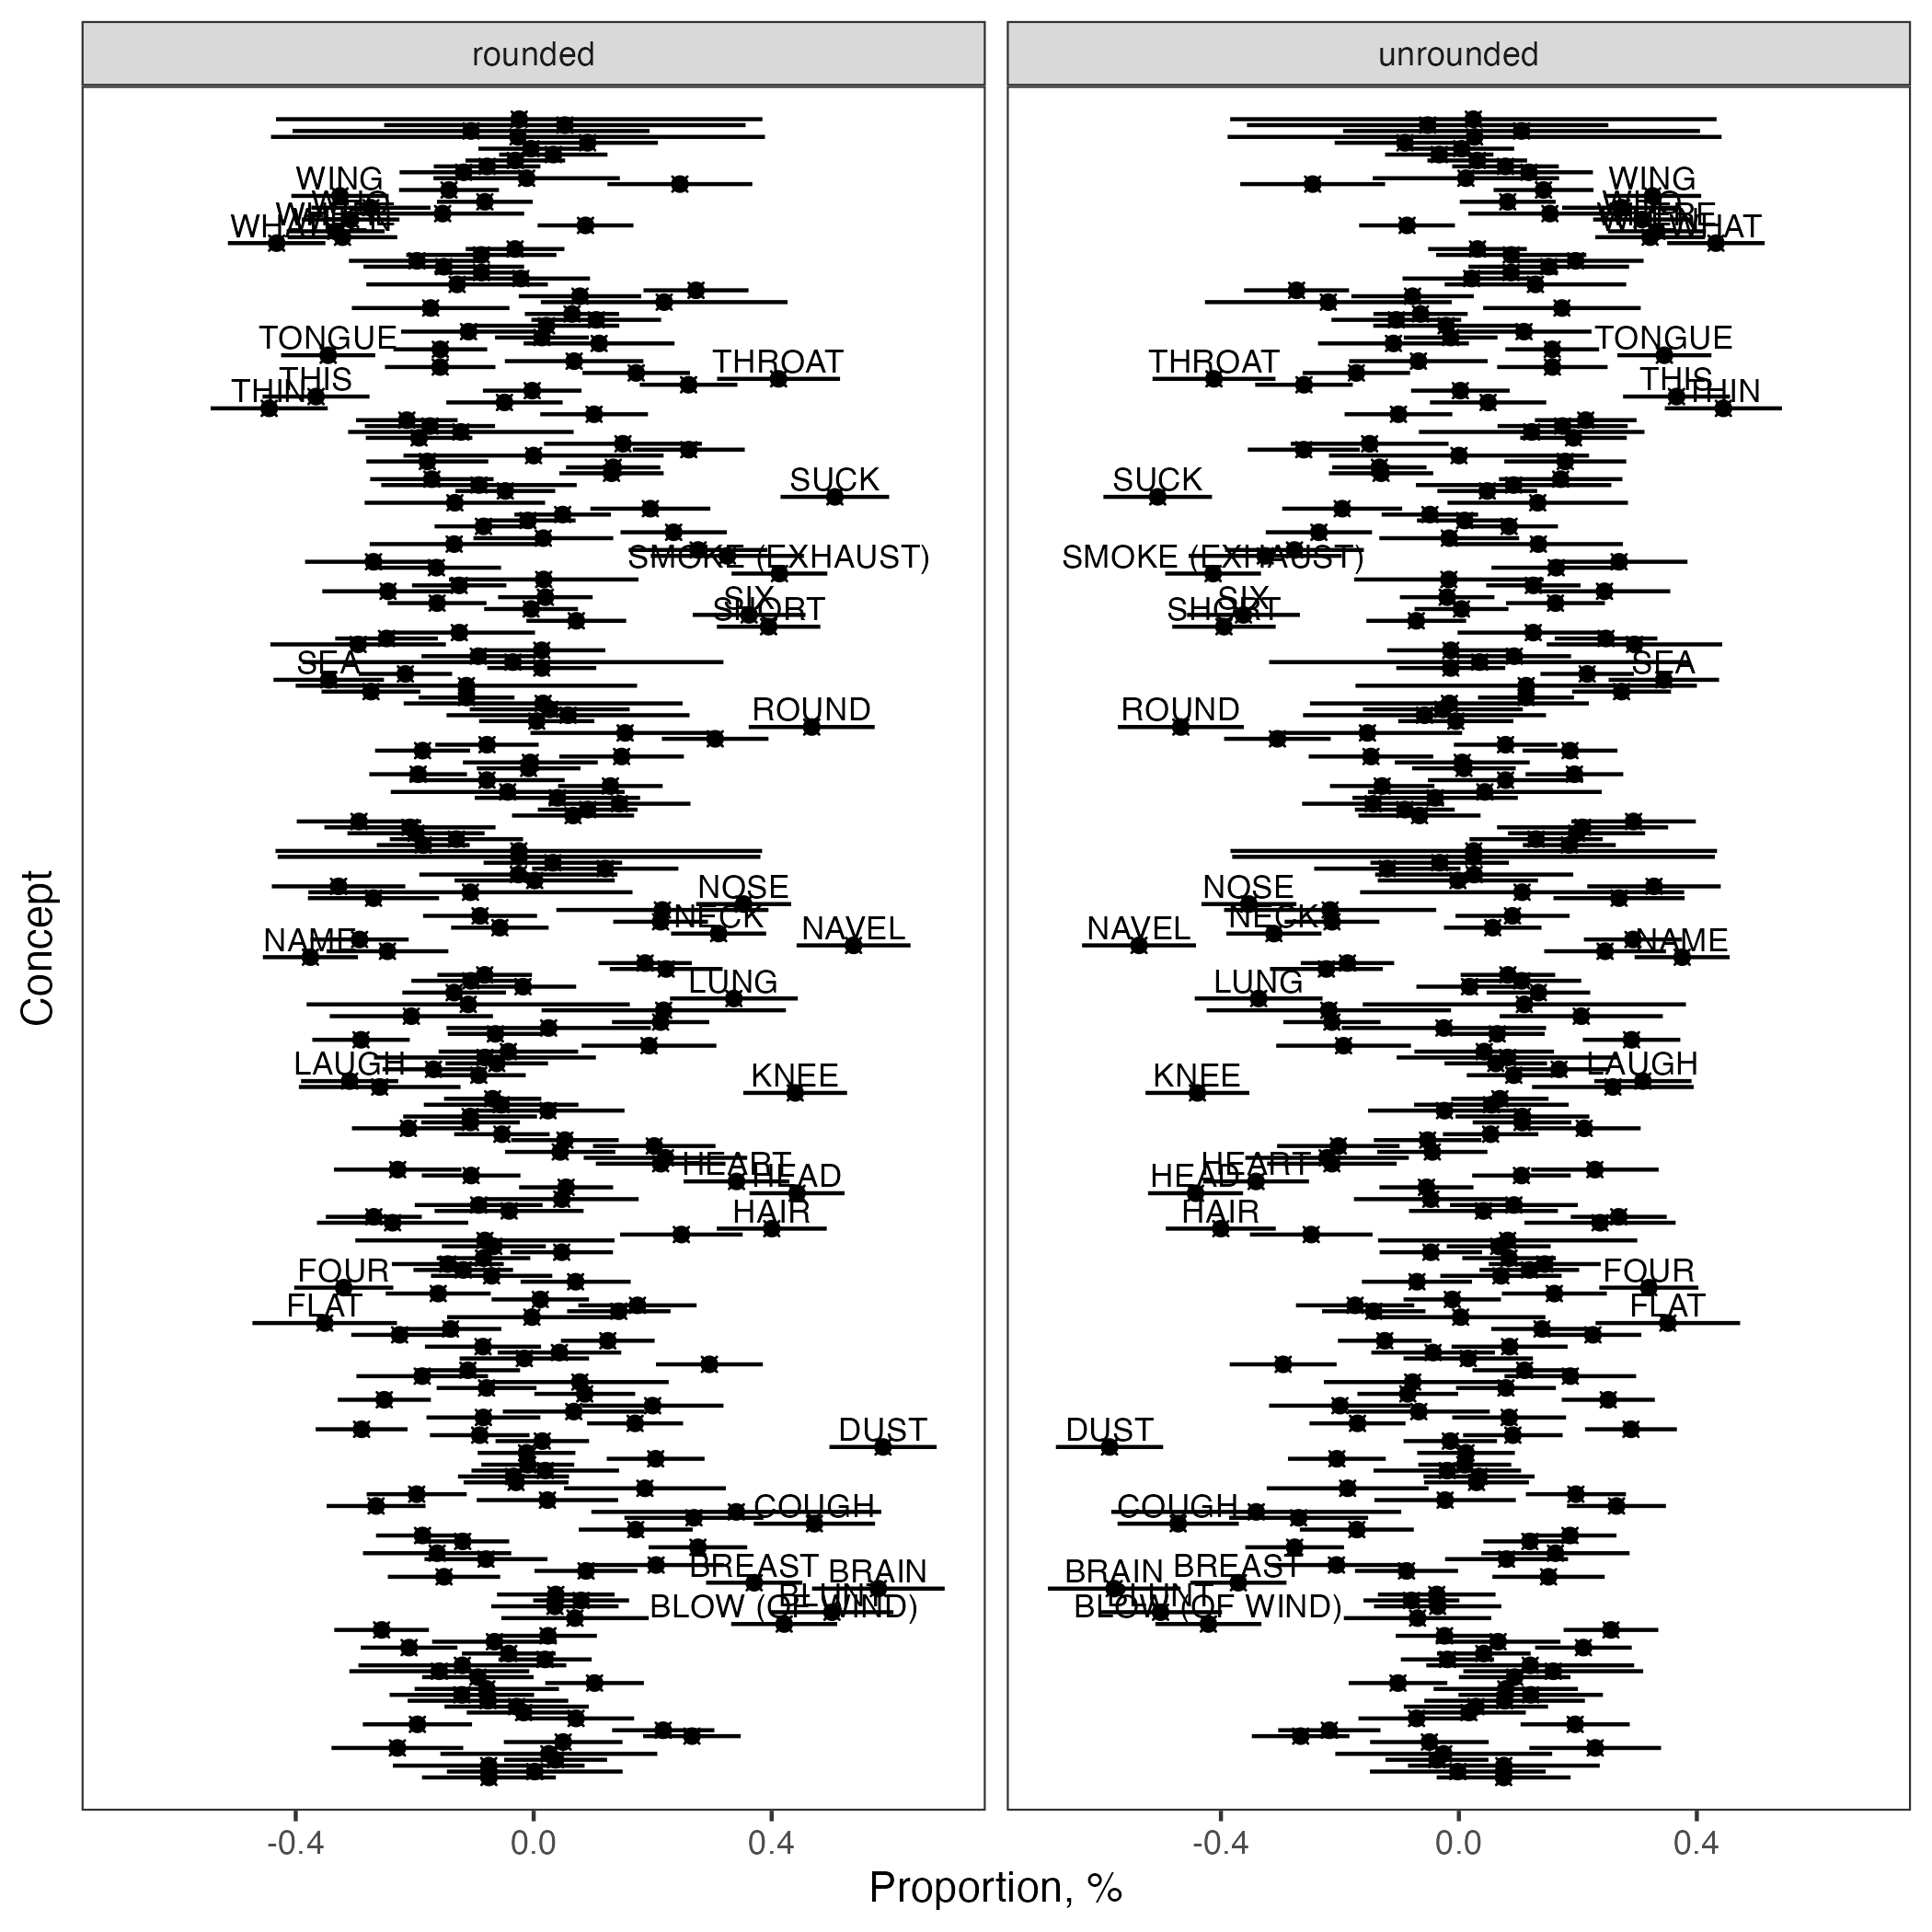 rounded
unrounded
WING
WHAT
TONGUE
THIS
THIN
THROAT
SUCK
SMOKE (EXHAUST)
SIX
SHORT
SEA
ROUND
NOSE
NECK
NAVEL
NAME
LUNG
LAUGH
KNEE
HEART
HEAD
HAIR
FOUR
FLAT
DUST
COUGH
BREAST
BRAIN
BLUNT
BLOW (OF WIND)
WING
WHAT
TONGUE
THIS
THIN
THROAT
SUCK
SMOKE (EXHAUST)
SIX
SHORT
SEA
ROUND
NOSE
NECK
NAVEL
NAME
LUNG
LAUGH
KNEE
HEART
HEAD
HAIR
FOUR
FLAT
DUST
COUGH
BRAIN
BREAST
BLUNT
BLOW (OF WIND)
-0.4
0.0
0.4
-0.4
0.0
0.4
Proportion, %
Concept